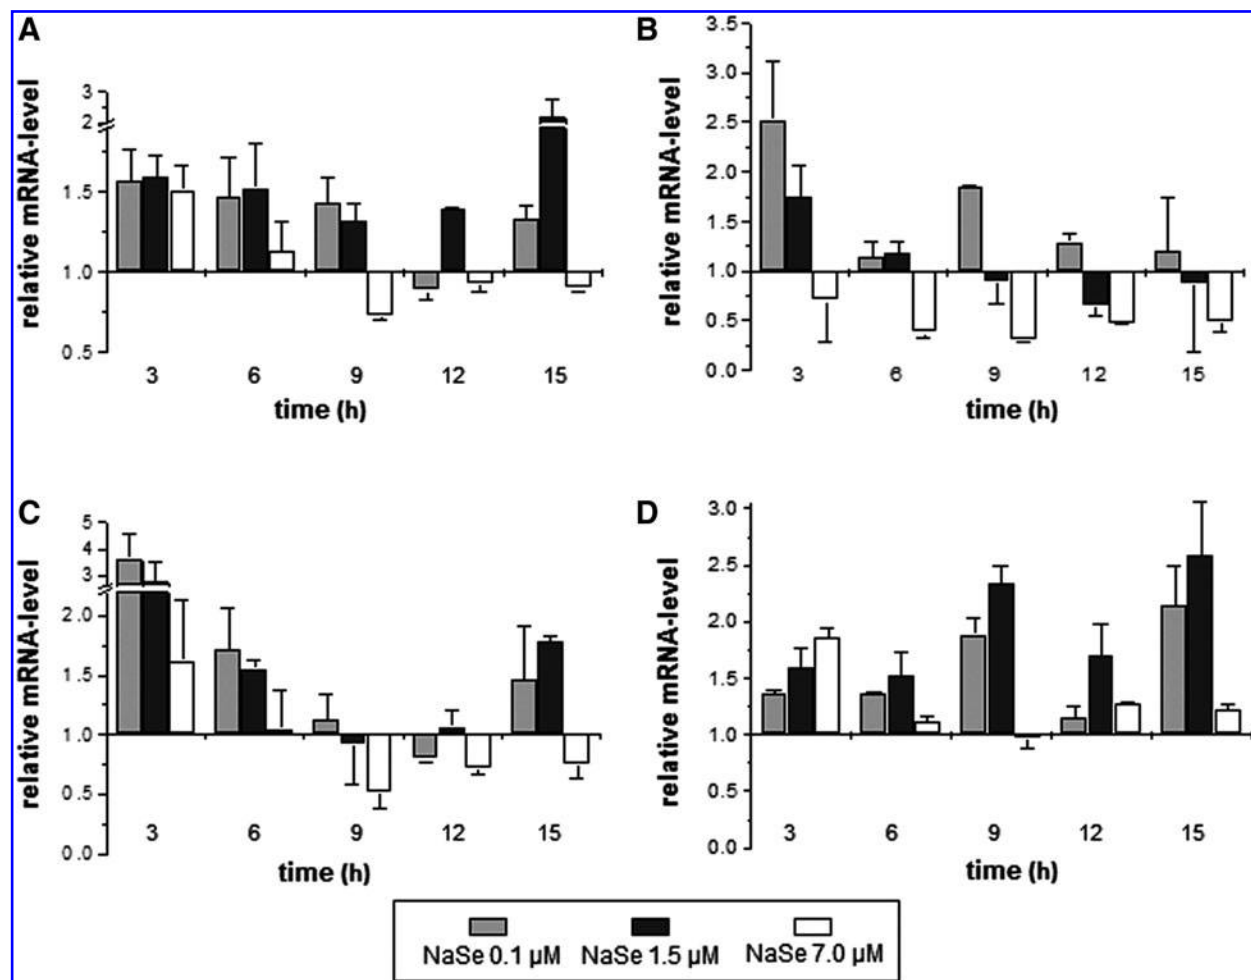 A
relative mRNA-level
3
2
1.5
1.0
0.5
3 6 9 12 15
time (h)
B
relative mRNA-level
3.5
3.0
2.5
2.0
1.5
1.0
0.5
0.0
3 6 9 12 15
time (h)
C
relative mRNA-level
5
4
3
2.0
1.5
1.0
0.5
0.0
3 6 9 12 15
time (h)
D
relative mRNA-level
3.0
2.5
2.0
1.5
1.0
0.5
0.0
3 6 9 12 15
time (h)
NaSe 0.1 µM NaSe 1.5 µM NaSe 7.0 µM